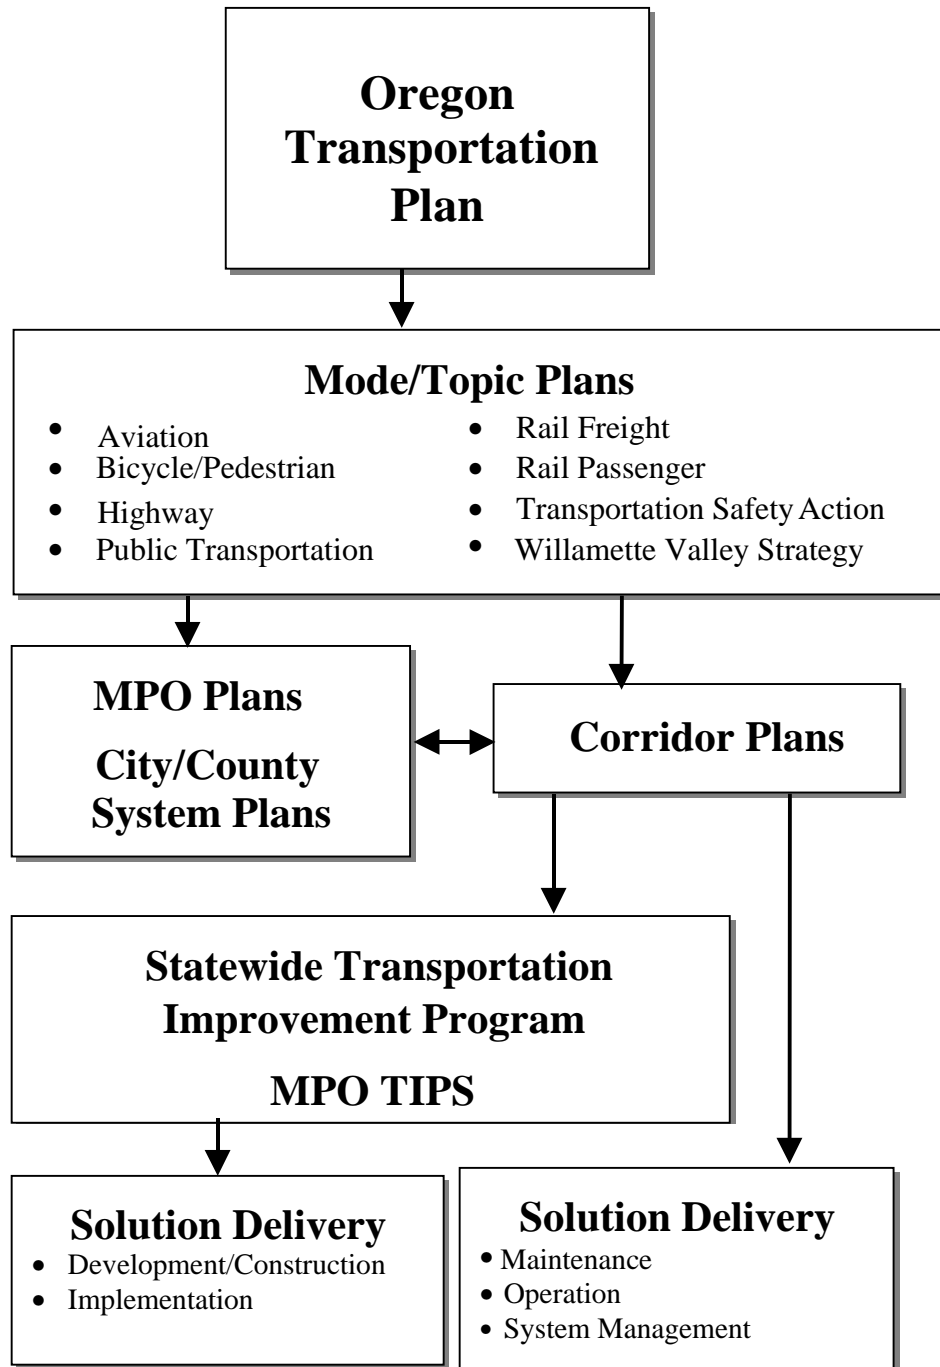 Oregon
Transportation
Plan
Mode/Topic Plans
• Aviation
• Bicycle/Pedestrian
• Highway
• Public Transportation
• Rail Freight
• Rail Passenger
• Transportation Safety Action
• Willamette Valley Strategy
MPO Plans
City/County
System Plans
Corridor Plans
Statewide Transportation
Improvement Program
MPO TIPS
Solution Delivery
• Development/Construction
• Implementation
Solution Delivery
• Maintenance
• Operation
• System Management